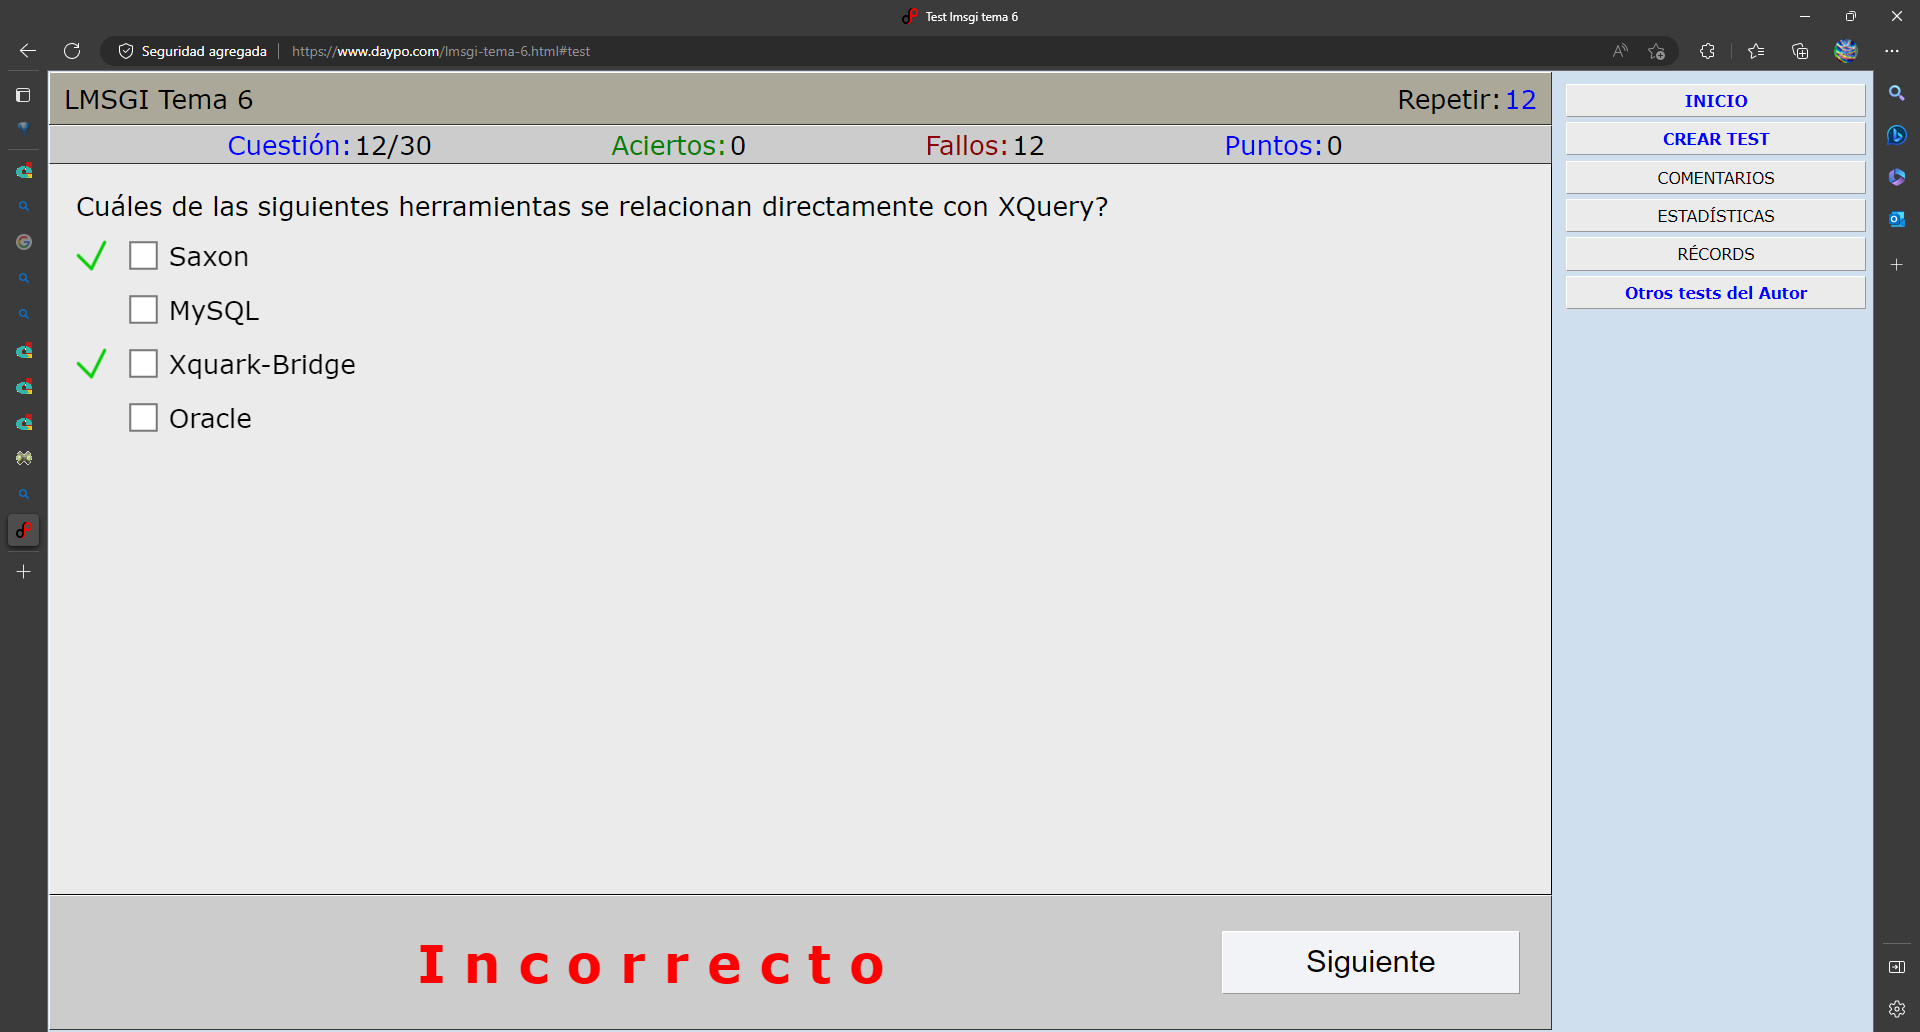 Test lmsgi tema 6
Seguridad agregada
https://www.daypo.com/lmsgi-tema-6.html#test
LMSGI Tema 6
Repetir: 12
Cuestión: 12/30
Aciertos: 0
Fallos: 12
Puntos: 0
Cuáles de las siguientes herramientas se relacionan directamente con XQuery?
Saxon
MySQL
Xquark-Bridge
Oracle
Incorrecto
Siguiente
INICIO
CREAR TEST
COMENTARIOS
ESTADÍSTICAS
RÉCORDS
Otros tests del Autor